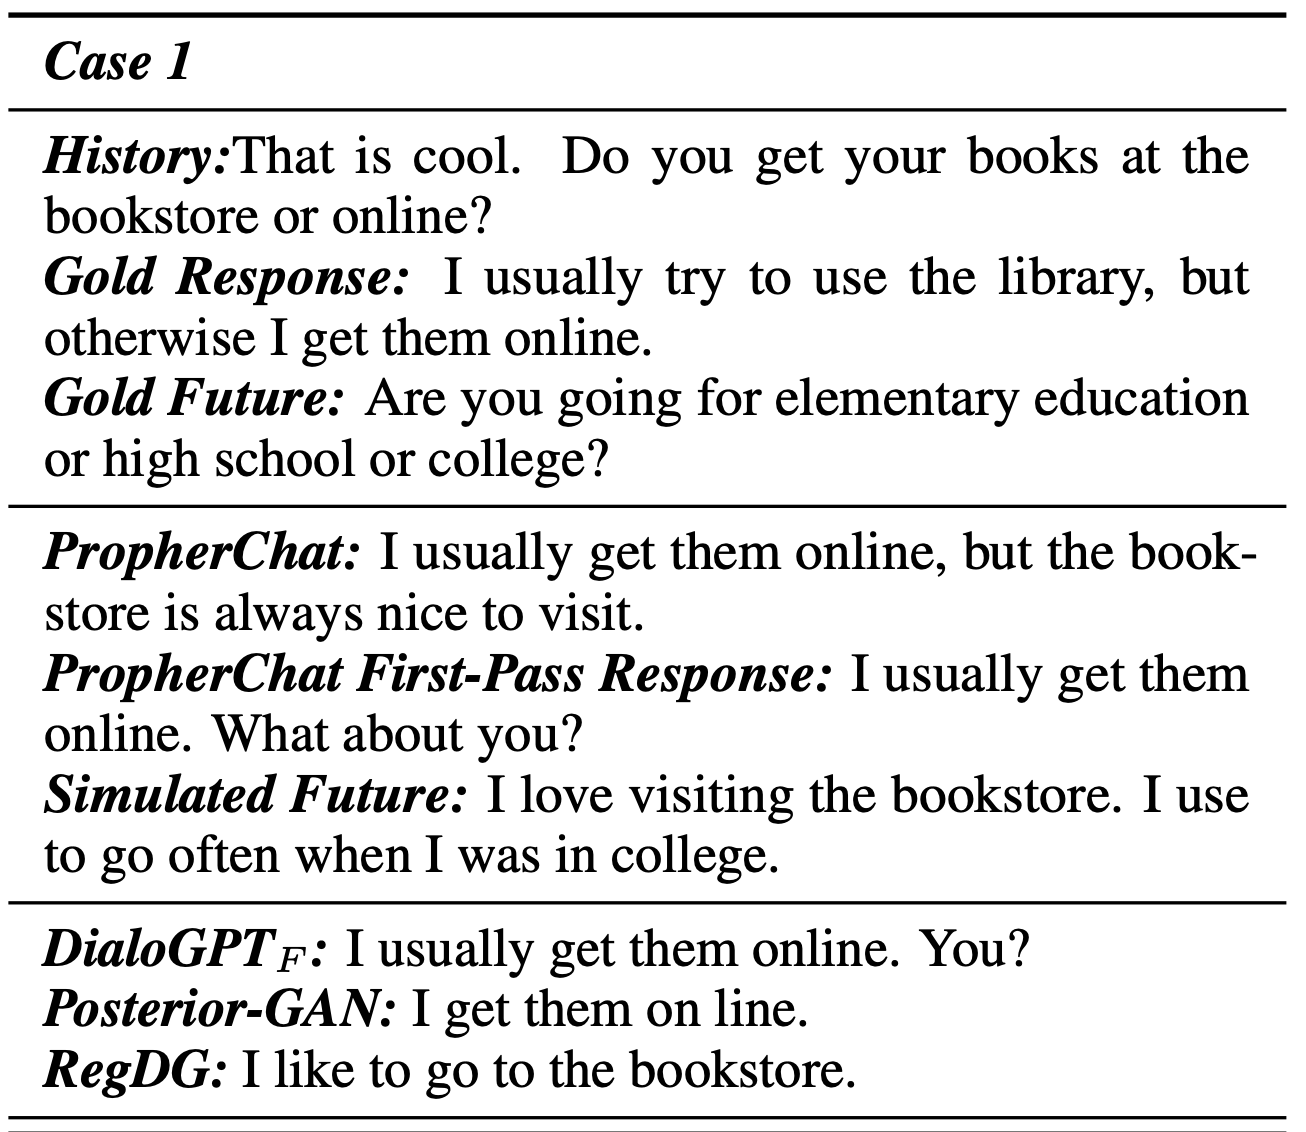 Case 1
History:That is cool. Do you get your books at the
bookstore or online?
Gold Response: I usually try to use the library, but
otherwise I get them online.
Gold Future: Are you going for elementary education
or high school or college?
PropherChat: I usually get them online, but the book-
store is always nice to visit.
PropherChat First-Pass Response: I usually get them
online. What about you?
Simulated Future: I love visiting the bookstore. I use
to go often when I was in college.
DialoGPT_F: I usually get them online. You?
Posterior-GAN: I get them on line.
RegDG: I like to go to the bookstore.